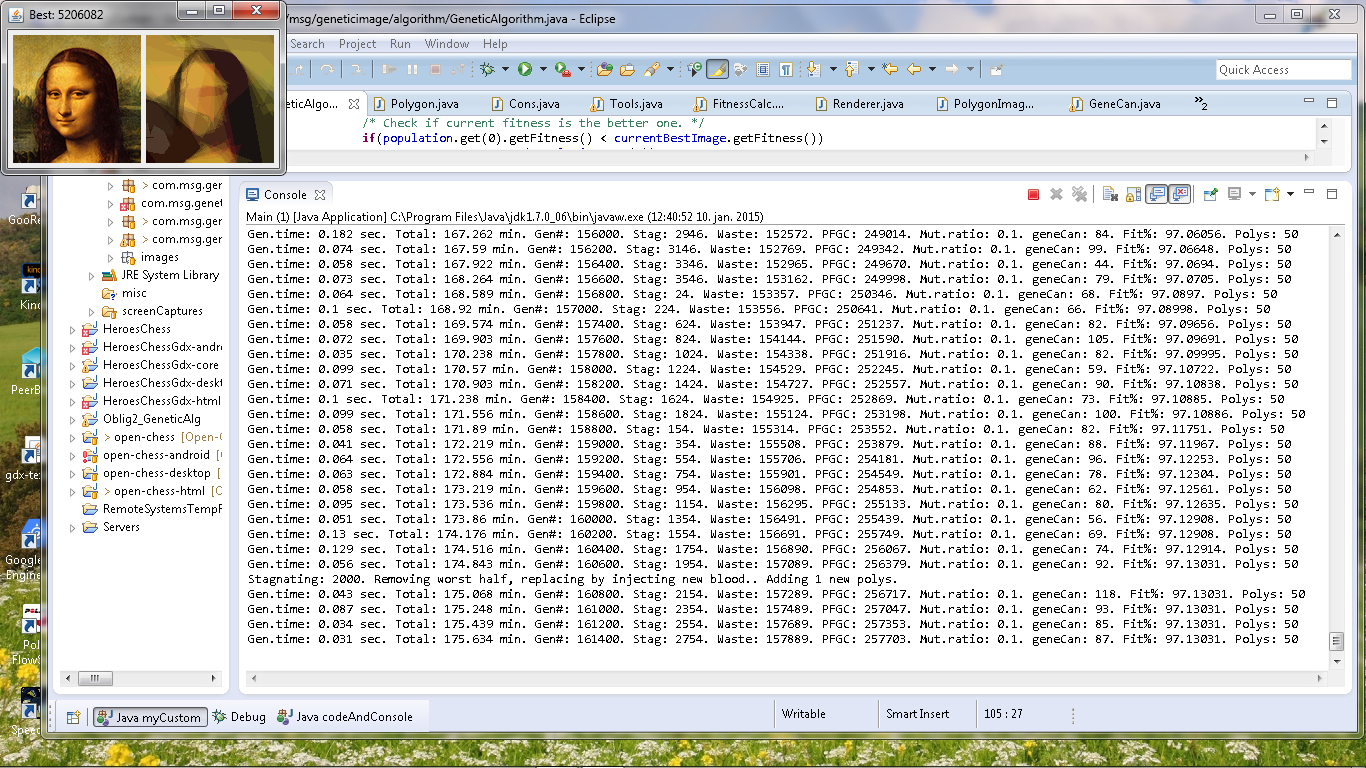 Best: 5206082
/msg/geneticimage/algorithm/GeneticAlgorithm.java - Eclipse
Search Project Run Window Help
Quick Access
neticAlgo... Polygon.java Cons.java Tools.java FitnessCalc.... Renderer.java PolygonImag... GeneCan.java »2
/* Check if current fitness is the better one. */
if(population.get(0).getFitness() < currentBestImage.getFitness())
> com.msg.ger
com.msg.genet
> com.msg.ger
> com.msg.ger
images
JRE System Library
misc
screenCaptures
HeroesChess
HeroesChessGdx-andro
HeroesChessGdx-core
HeroesChessGdx-deskt
HeroesChessGdx-html
Oblig2_GeneticAlg
> open-chess [Open-C
open-chess-android [
open-chess-desktop [
> open-chess-html [C
RemoteSystemsTempF
Servers
GooRe
Kind
PeerB
gdx-te
Google
Engine
Pol
FlowS
Speed
Console
Main (1) [Java Application] C:\Program Files\Java\jdk1.7.0_06\bin\javaw.exe (12:40:52 10. jan. 2015)
Gen.time: 0.182 sec. Total: 167.262 min. Gen#: 156000. Stag: 2946. Waste: 152572. PFGC: 249014. Mut.ratio: 0.1. geneCan: 84. Fit%: 97.06056. Polys: 50
Gen.time: 0.074 sec. Total: 167.59 min. Gen#: 156200. Stag: 3146. Waste: 152769. PFGC: 249342. Mut.ratio: 0.1. geneCan: 99. Fit%: 97.06648. Polys: 50
Gen.time: 0.058 sec. Total: 167.922 min. Gen#: 156400. Stag: 3346. Waste: 152965. PFGC: 249670. Mut.ratio: 0.1. geneCan: 44. Fit%: 97.0694. Polys: 50
Gen.time: 0.073 sec. Total: 168.264 min. Gen#: 156600. Stag: 3546. Waste: 153162. PFGC: 249998. Mut.ratio: 0.1. geneCan: 79. Fit%: 97.0705. Polys: 50
Gen.time: 0.064 sec. Total: 168.589 min. Gen#: 156800. Stag: 24. Waste: 153357. PFGC: 250346. Mut.ratio: 0.1. geneCan: 68. Fit%: 97.0897. Polys: 50
Gen.time: 0.1 sec. Total: 168.92 min. Gen#: 157000. Stag: 224. Waste: 153556. PFGC: 250641. Mut.ratio: 0.1. geneCan: 66. Fit%: 97.08998. Polys: 50
Gen.time: 0.058 sec. Total: 169.574 min. Gen#: 157400. Stag: 624. Waste: 153947. PFGC: 251237. Mut.ratio: 0.1. geneCan: 82. Fit%: 97.09656. Polys: 50
Gen.time: 0.072 sec. Total: 169.903 min. Gen#: 157600. Stag: 824. Waste: 154144. PFGC: 251590. Mut.ratio: 0.1. geneCan: 105. Fit%: 97.09691. Polys: 50
Gen.time: 0.035 sec. Total: 170.238 min. Gen#: 157800. Stag: 1024. Waste: 154338. PFGC: 251916. Mut.ratio: 0.1. geneCan: 82. Fit%: 97.09995. Polys: 50
Gen.time: 0.099 sec. Total: 170.57 min. Gen#: 158000. Stag: 1224. Waste: 154529. PFGC: 252245. Mut.ratio: 0.1. geneCan: 59. Fit%: 97.10722. Polys: 50
Gen.time: 0.071 sec. Total: 170.903 min. Gen#: 158200. Stag: 1424. Waste: 154727. PFGC: 252557. Mut.ratio: 0.1. geneCan: 90. Fit%: 97.10838. Polys: 50
Gen.time: 0.1 sec. Total: 171.238 min. Gen#: 158400. Stag: 1624. Waste: 154925. PFGC: 252869. Mut.ratio: 0.1. geneCan: 73. Fit%: 97.10885. Polys: 50
Gen.time: 0.099 sec. Total: 171.556 min. Gen#: 158600. Stag: 1824. Waste: 155124. PFGC: 253198. Mut.ratio: 0.1. geneCan: 100. Fit%: 97.10886. Polys: 50
Gen.time: 0.058 sec. Total: 171.89 min. Gen#: 158800. Stag: 154. Waste: 155314. PFGC: 253552. Mut.ratio: 0.1. geneCan: 82. Fit%: 97.11751. Polys: 50
Gen.time: 0.041 sec. Total: 172.219 min. Gen#: 159000. Stag: 354. Waste: 155508. PFGC: 253879. Mut.ratio: 0.1. geneCan: 88. Fit%: 97.11967. Polys: 50
Gen.time: 0.064 sec. Total: 172.556 min. Gen#: 159200. Stag: 554. Waste: 155706. PFGC: 254181. Mut.ratio: 0.1. geneCan: 96. Fit%: 97.12253. Polys: 50
Gen.time: 0.063 sec. Total: 172.884 min. Gen#: 159400. Stag: 754. Waste: 155901. PFGC: 254549. Mut.ratio: 0.1. geneCan: 78. Fit%: 97.12304. Polys: 50
Gen.time: 0.058 sec. Total: 173.219 min. Gen#: 159600. Stag: 954. Waste: 156098. PFGC: 254853. Mut.ratio: 0.1. geneCan: 62. Fit%: 97.12561. Polys: 50
Gen.time: 0.095 sec. Total: 173.536 min. Gen#: 159800. Stag: 1154. Waste: 156295. PFGC: 255133. Mut.ratio: 0.1. geneCan: 80. Fit%: 97.12635. Polys: 50
Gen.time: 0.051 sec. Total: 173.86 min. Gen#: 160000. Stag: 1354. Waste: 156491. PFGC: 255439. Mut.ratio: 0.1. geneCan: 56. Fit%: 97.12908. Polys: 50
Gen.time: 0.13 sec. Total: 174.176 min. Gen#: 160200. Stag: 1554. Waste: 156691. PFGC: 255749. Mut.ratio: 0.1. geneCan: 69. Fit%: 97.12908. Polys: 50
Gen.time: 0.129 sec. Total: 174.516 min. Gen#: 160400. Stag: 1754. Waste: 156890. PFGC: 256067. Mut.ratio: 0.1. geneCan: 74. Fit%: 97.12914. Polys: 50
Gen.time: 0.056 sec. Total: 174.843 min. Gen#: 160600. Stag: 1954. Waste: 157089. PFGC: 256379. Mut.ratio: 0.1. geneCan: 92. Fit%: 97.13031. Polys: 50
Stagnating: 2000. Removing worst half, replacing by injecting new blood.. Adding 1 new polys.
Gen.time: 0.043 sec. Total: 175.068 min. Gen#: 160800. Stag: 2154. Waste: 157289. PFGC: 256717. Mut.ratio: 0.1. geneCan: 118. Fit%: 97.13031. Polys: 50
Gen.time: 0.087 sec. Total: 175.248 min. Gen#: 161000. Stag: 2354. Waste: 157489. PFGC: 257047. Mut.ratio: 0.1. geneCan: 93. Fit%: 97.13031. Polys: 50
Gen.time: 0.034 sec. Total: 175.439 min. Gen#: 161200. Stag: 2554. Waste: 157689. PFGC: 257353. Mut.ratio: 0.1. geneCan: 85. Fit%: 97.13031. Polys: 50
Gen.time: 0.031 sec. Total: 175.634 min. Gen#: 161400. Stag: 2754. Waste: 157889. PFGC: 257703. Mut.ratio: 0.1. geneCan: 87. Fit%: 97.13031. Polys: 50
Java myCustom Debug Java codeAndConsole
Writable Smart Insert 105 : 27